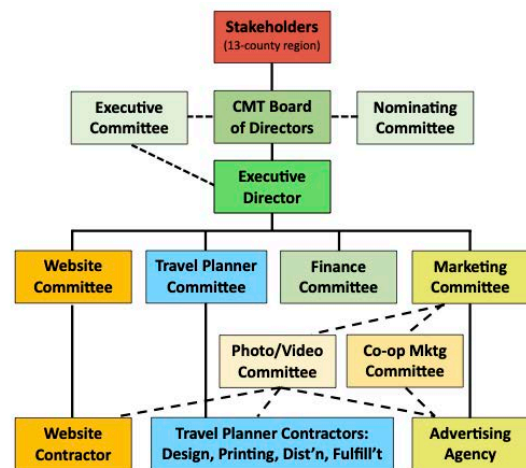 Stakeholders
(13-county region)
Executive
Committee
CMT Board
of Directors
Nominating
Committee
Executive
Director
Website
Committee
Travel Planner
Committee
Finance
Committee
Marketing
Committee
Photo/Video
Committee
Co-op Mktg
Committee
Website
Contractor
Travel Planner Contractors:
Design, Printing, Dist’n, Fulfill’t
Advertising
Agency